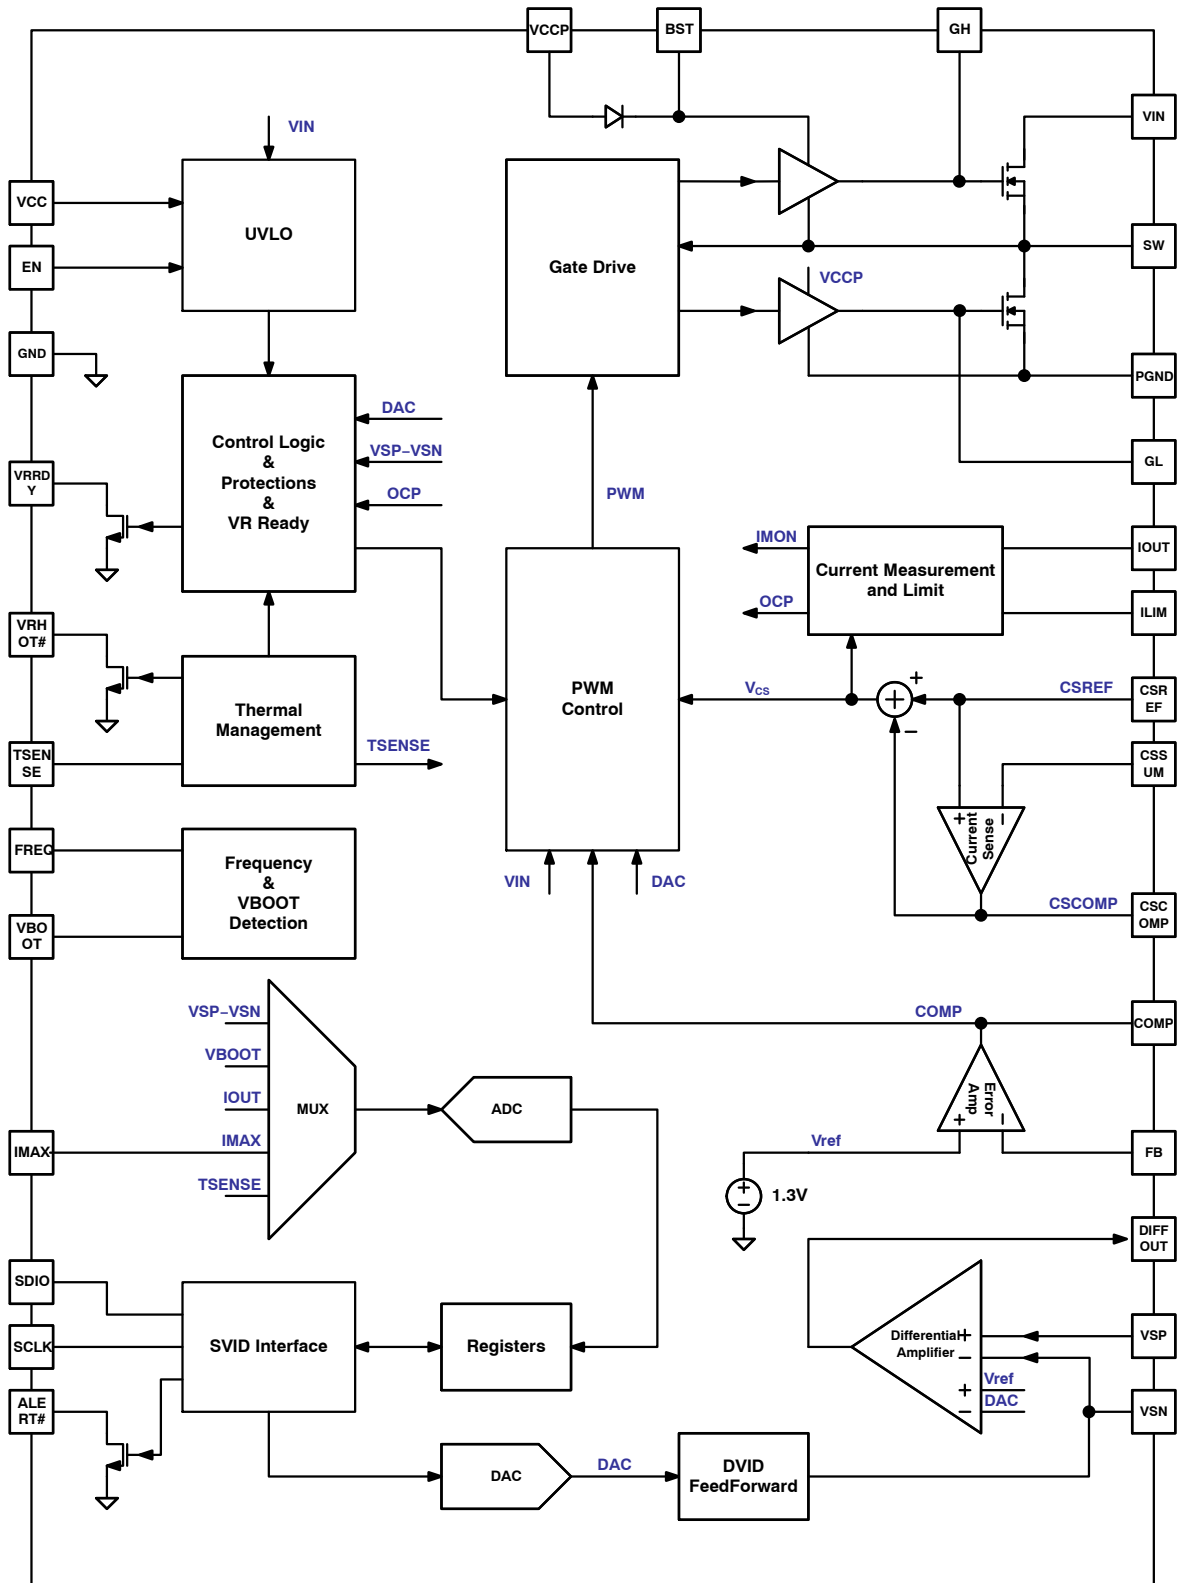 VCCP
BST
GH
VIN
VIN
VCC
UVLO
EN
SW
Gate Drive
VCCP
GND
PGND
DAC
Control Logic
&
Protections
&
VR Ready
VSP–VSN
OCP
GL
VRRD
Y
PWM
IMON
OCP
Current Measurement
and Limit
IOUT
ILIM
VRH
OT#
Thermal
Management
TSENSE
TSEN
SE
PWM
Control
VCS
+
+
–
CSREF
CSR
EF
CSS
UM
+
–
Current
Sense
FREQ
Frequency
&
VBOOT
Detection
VBO
OT
VIN
DAC
CSCOMP
CSC
OMP
VSP–VSN
VBOOT
IOUT
IMAX
TSENSE
IMAX
MUX
ADC
COMP
COMP
Error
Amp
+
–
Vref
FB
+
–
1.3V
DIFF
OUT
SDIO
SCLK
ALE
RT#
SVID Interface
Registers
Differential
Amplifier
+
–
+
–
Vref
DAC
VSP
VSN
DAC
DAC
DVID
FeedForward